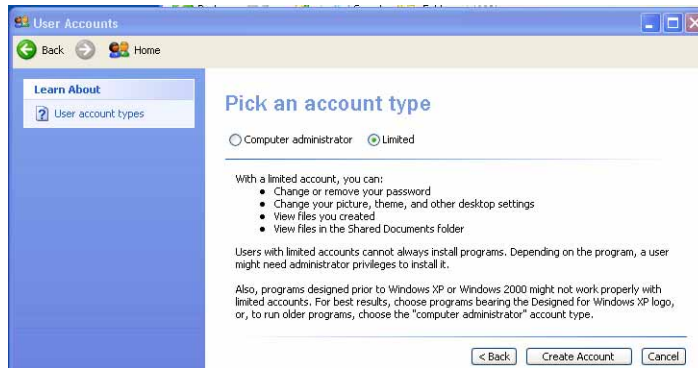 User Accounts
Back
Home
Learn About
User account types
Pick an account type
Computer administrator
Limited
With a limited account, you can:
• Change or remove your password
• Change your picture, theme, and other desktop settings
• View files you created
• View files in the Shared Documents folder
Users with limited accounts cannot always install programs. Depending on the program, a user
might need administrator privileges to install it.
Also, programs designed prior to Windows XP or Windows 2000 might not work properly with
limited accounts. For best results, choose programs bearing the Designed for Windows XP logo,
or, to run older programs, choose the "computer administrator" account type.
< Back
Create Account
Cancel